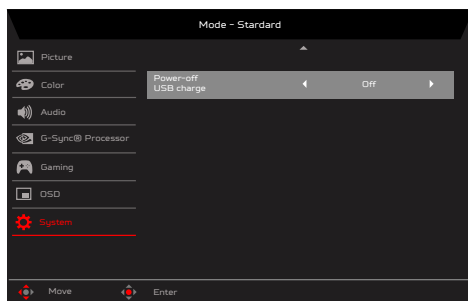 Mode - Stardard
Picture
Color
Audio
G-Sync® Processor
Gaming
OSD
System
Power-off
USB charge
Off
Move
Enter